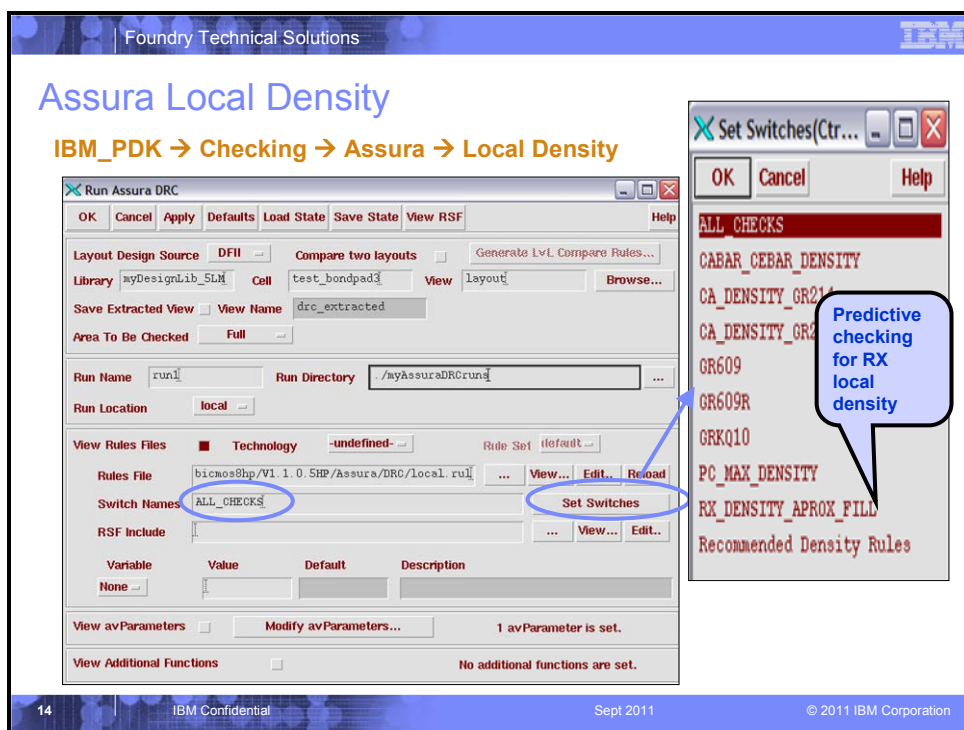 Foundry Technical Solutions
IBM
Assura Local Density
IBM_PDK → Checking → Assura → Local Density
Run Assura DRC
OK Cancel Apply Defaults Load State Save State View RSF Help
Layout Design Source DFII Compare two layouts Generate LvL Compare Rules...
Library myDesignLib_5LM Cell test_bondpad3 View layout Browse...
Save Extracted View View Name drc_extracted
Area To Be Checked Full
Run Name run1 Run Directory ./myAssuraDRCruns ...
Run Location local
View Rules Files Technology -undefined- Rule Set default
Rules File bicmos8hp/V1.1.0.5HP/Assura/DRC/local.rul ... View... Edit.. Reload
Switch Names ALL_CHECKS Set Switches
RSF Include ... View... Edit..
Variable Value Default Description
None
View avParameters Modify avParameters... 1 avParameter is set.
View Additional Functions No additional functions are set.
Set Switches(Ctr...
OK Cancel Help
ALL_CHECKS
CABAR_CEBAR_DENSITY
CA_DENSITY_GR214
CA_DENSITY_GR2
GR609
GR609R
GRKQ10
PC_MAX_DENSITY
RX_DENSITY_APROX_FILL
Recommended Density Rules
Predictive
checking
for RX
local
density
14 IBM Confidential Sept 2011 © 2011 IBM Corporation